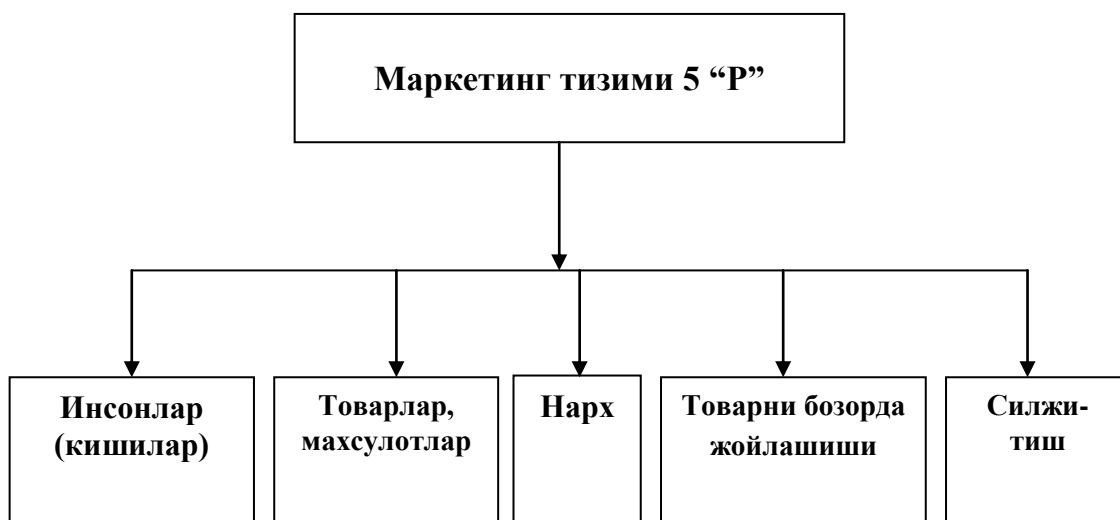 Маркетинг тизими 5 “Р”
Инсонлар
(кишилар)
Товарлар,
махсулотлар
Нарх
Товарни бозорда
жойлашиши
Силжи-
тиш